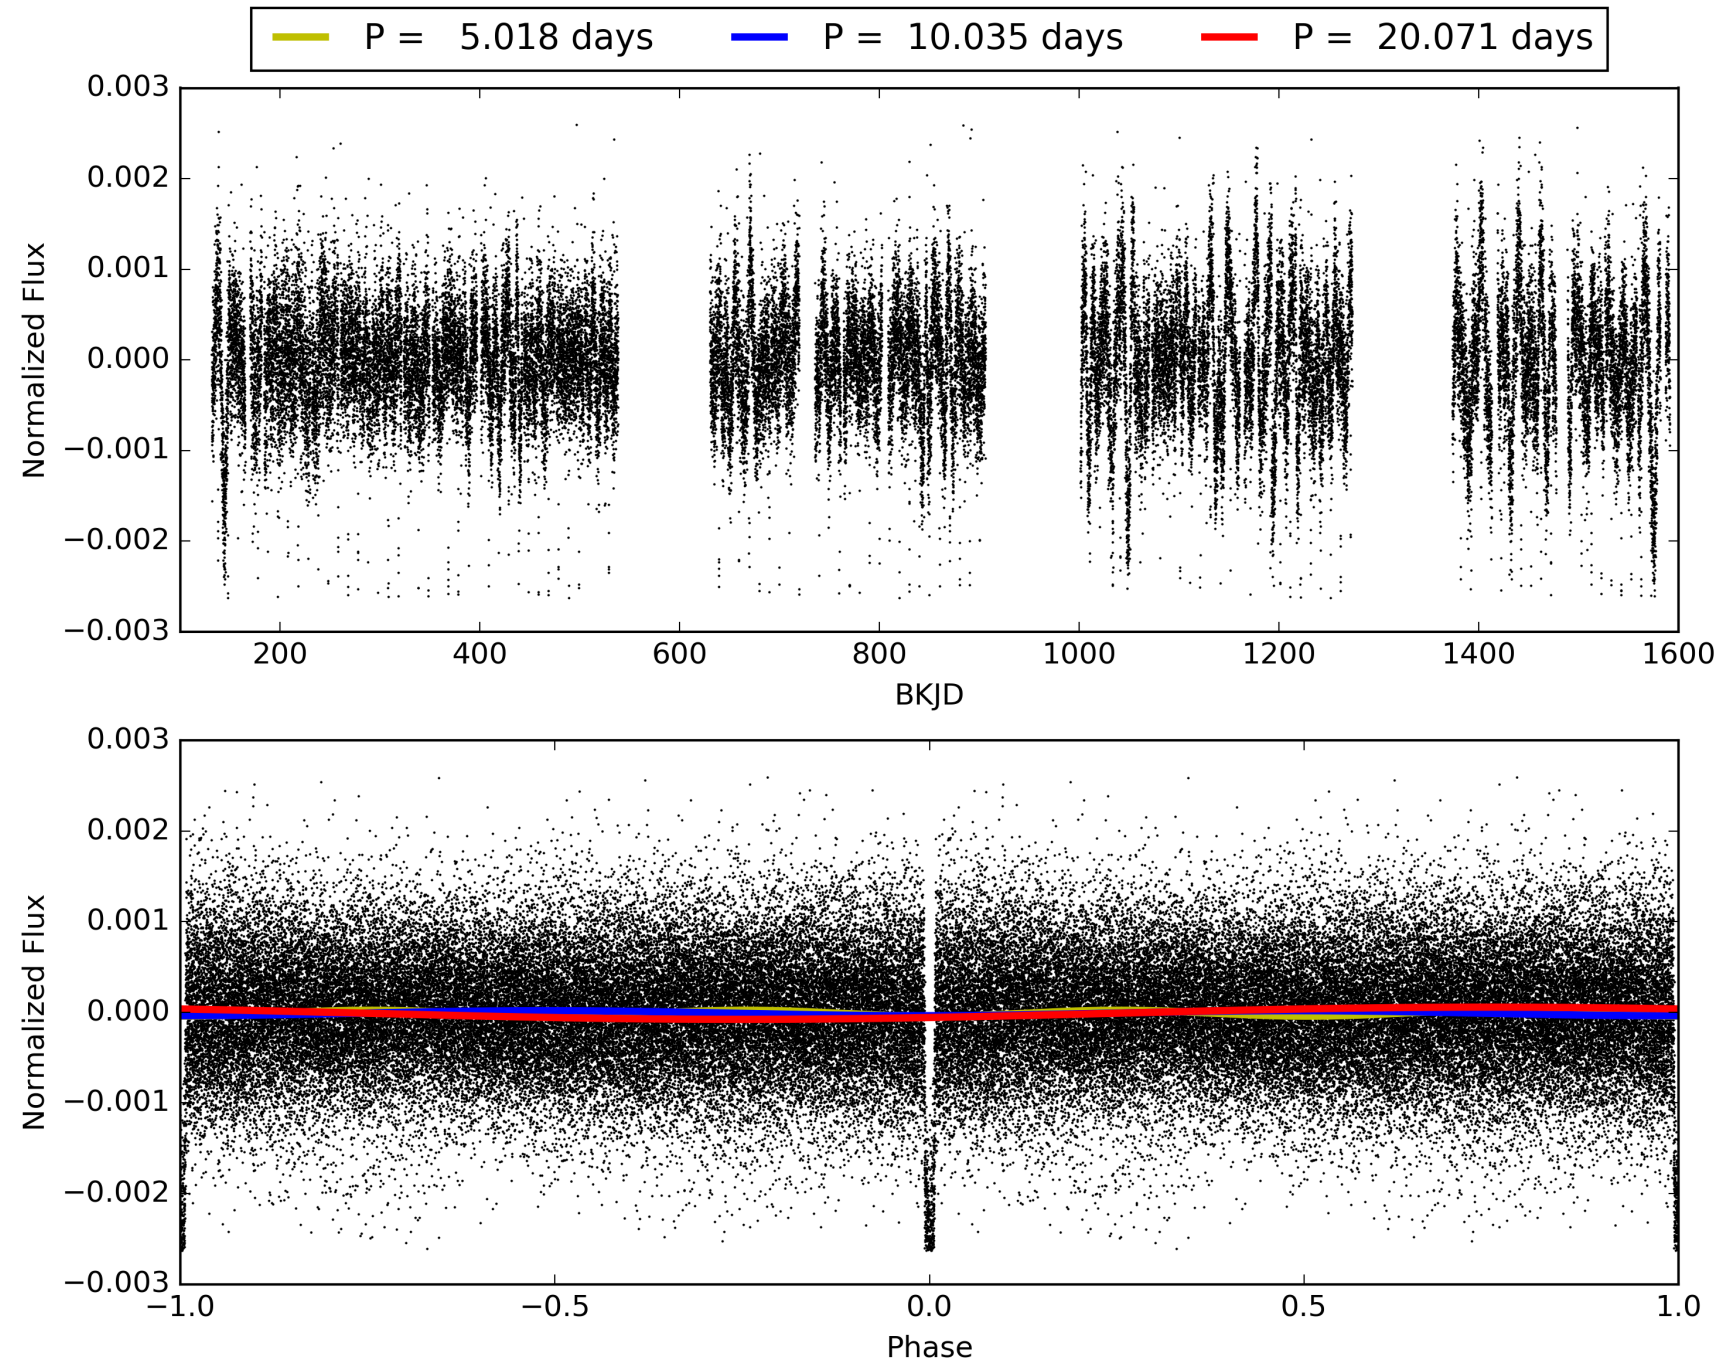 P = 5.018 days P = 10.035 days P = 20.071 days
0.003
0.002
0.001
0.000
−0.001
−0.002
−0.003
Normalized Flux
200 400 600 800 1000 1200 1400 1600
BKJD
0.003
0.002
0.001
0.000
−0.001
−0.002
−0.003
Normalized Flux
−1.0 −0.5 0.0 0.5 1.0
Phase